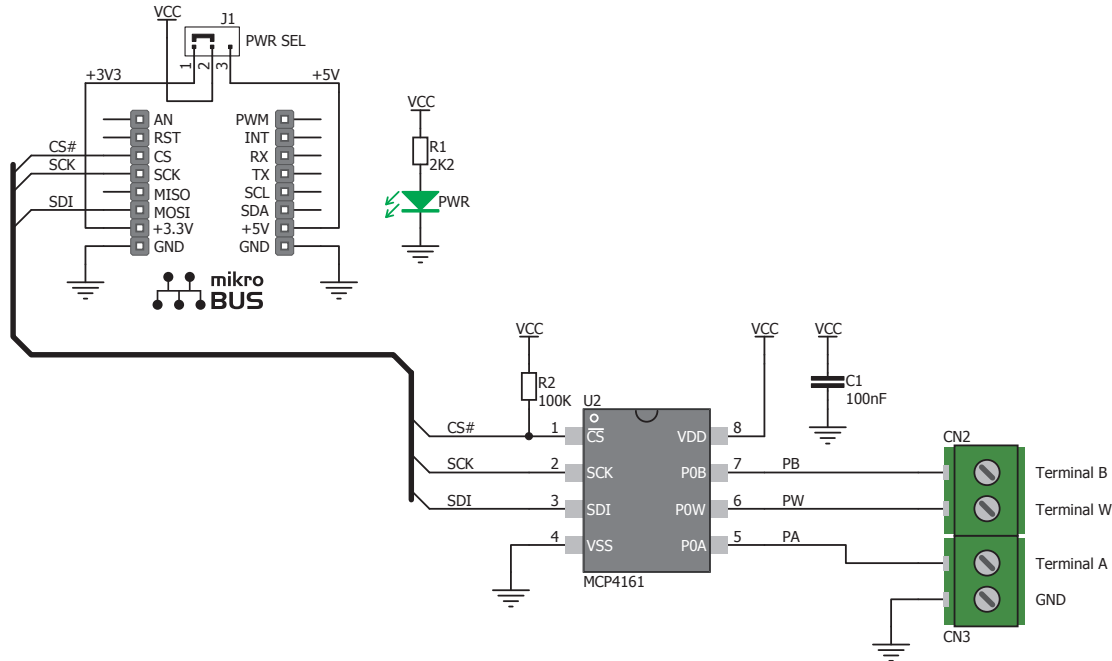 VCC
J1
PWR SEL
1
2
3
+3V3
+5V
AN
RST
CS
SCK
MISO
MOSI
+3.3V
GND
PWM
INT
RX
TX
SCL
SDA
+5V
GND
CS#
SCK
SDI
mikro
BUS
VCC
R1
2K2
PWR
VCC
R2
100K
VCC
VCC
C1
100nF
U2
CS# 1 CS
SCK 2 SCK
SDI 3 SDI
4 VSS
VDD 8
P0B 7 PB
P0W 6 PW
P0A 5 PA
MCP4161
CN2
Terminal B
Terminal W
Terminal A
GND
CN3